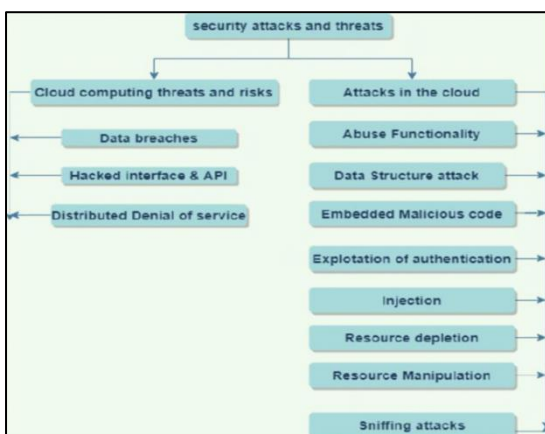 security attacks and threats
Cloud computing threats and risks
Data breaches
Hacked interface & API
Distributed Denial of service
Attacks in the cloud
Abuse Functionality
Data Structure attack
Embedded Malicious code
Explotation of authentication
Injection
Resource depletion
Resource Manipulation
Sniffing attacks